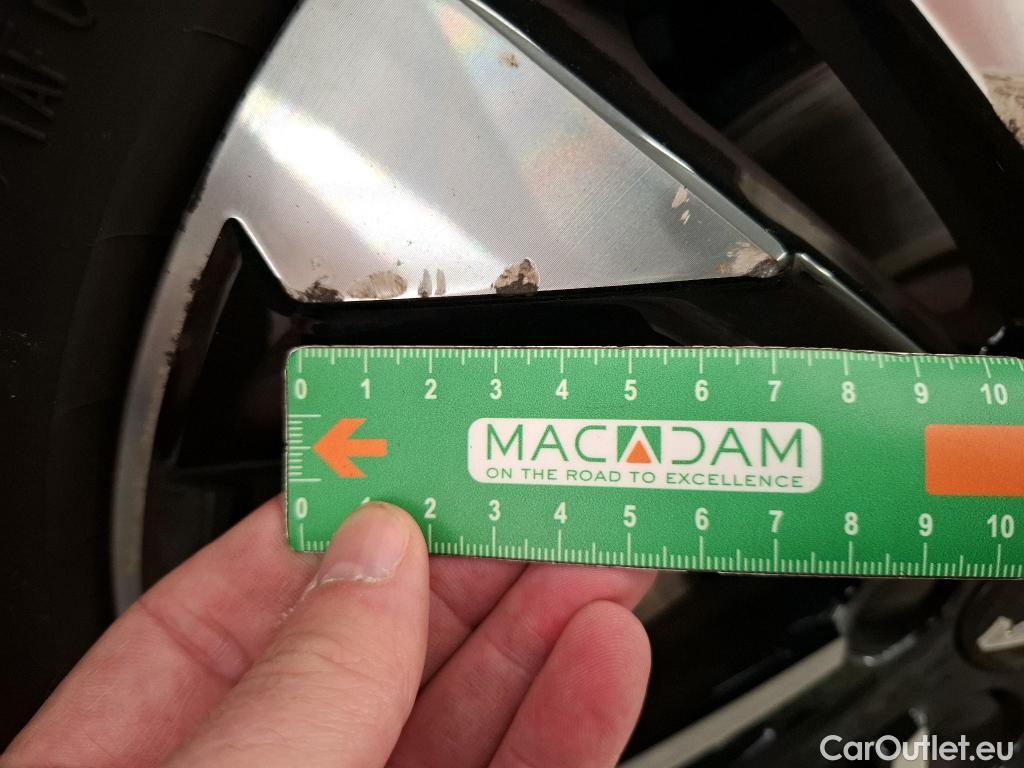 0 1 2 3 4 5 6 7 8 9 10
MACADAM
ON THE ROAD TO EXCELLENCE
0 1 2 3 4 5 6 7 8 9 10
CarOutlet.eu